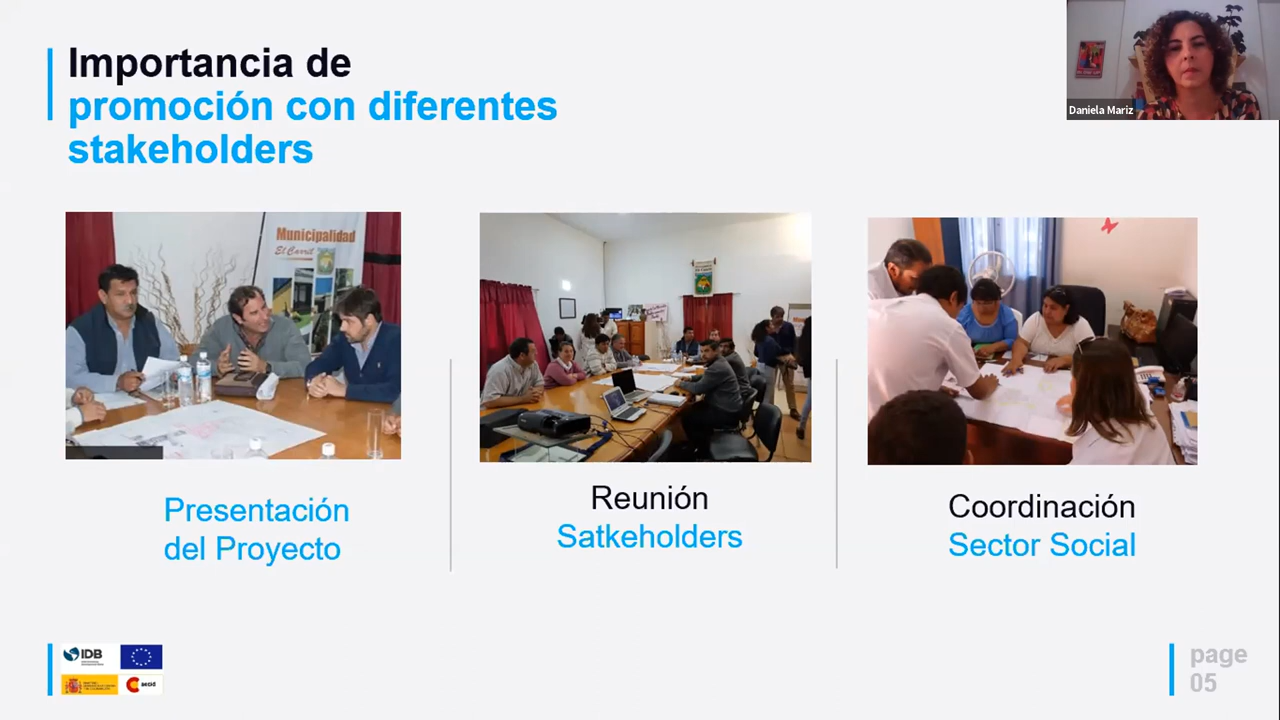 Importancia de
promoción con diferentes
stakeholders
Daniela Mariz
Municipalidad
El Carril
Presentación
del Proyecto
Reunión
Satkeholders
Coordinación
Sector Social
IDB
aecid
page
05